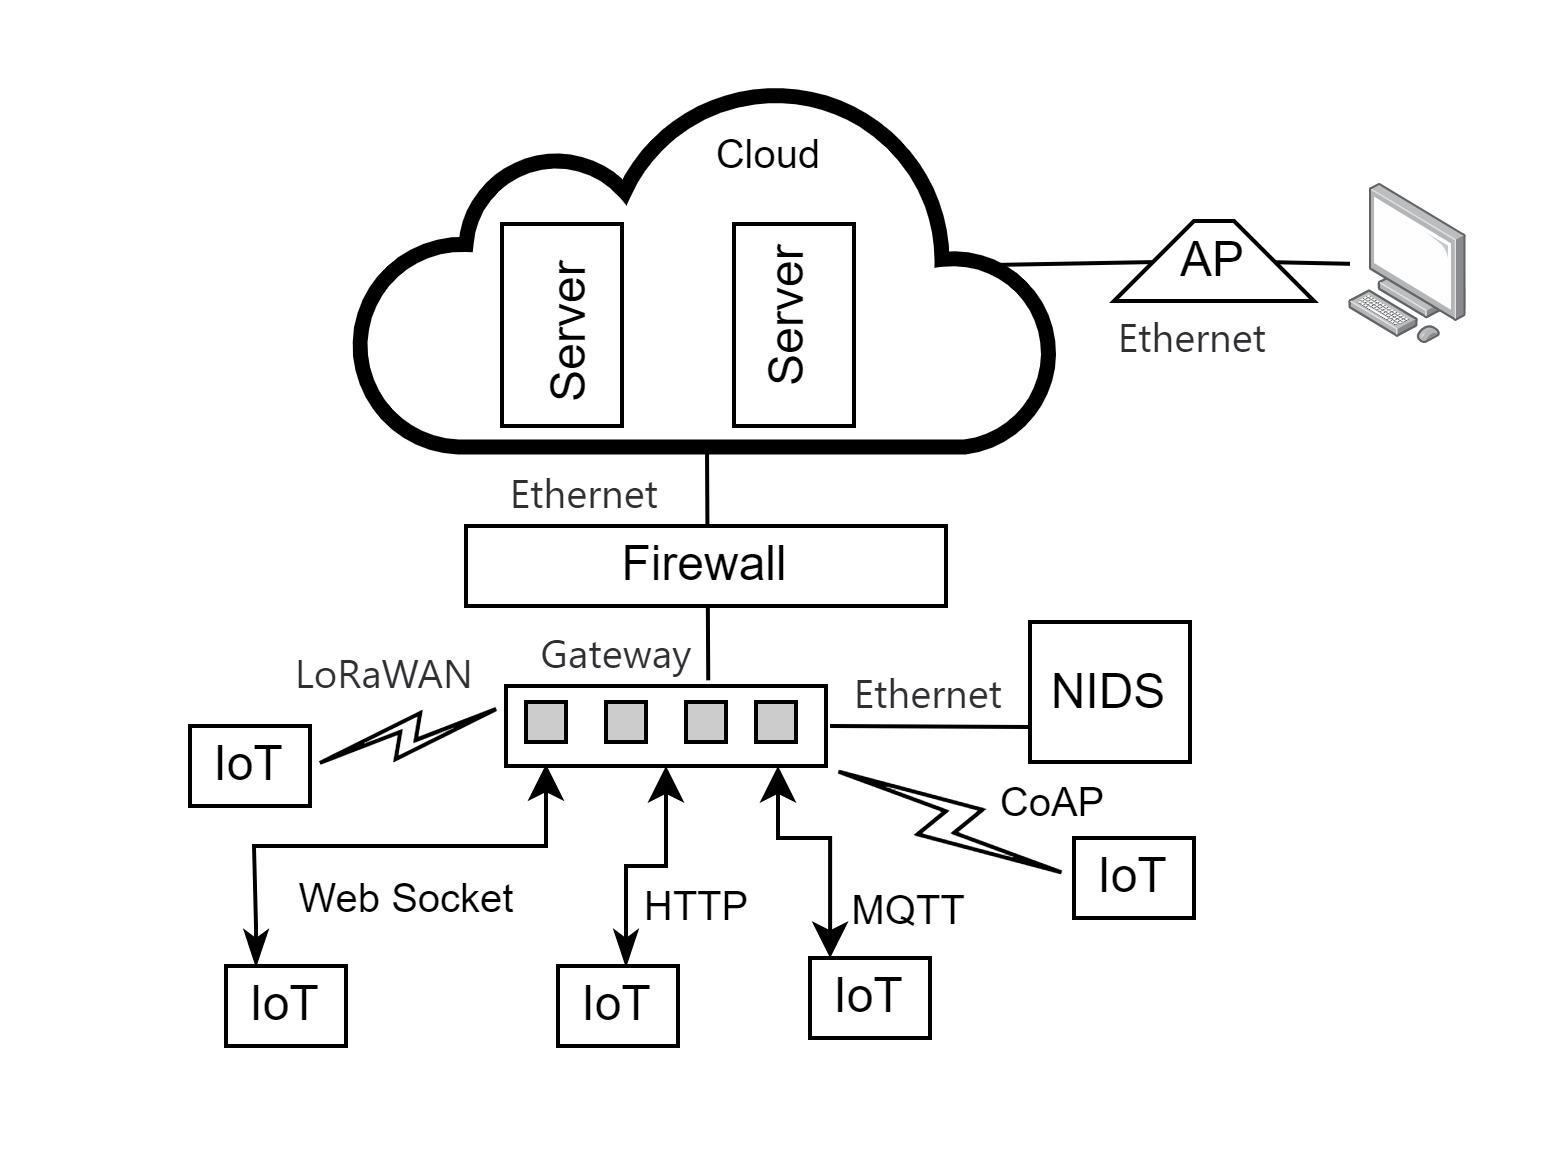 Cloud
Server
Server
AP
Ethernet
Ethernet
Firewall
Gateway
LoRaWAN
Ethernet
NIDS
IoT
CoAP
IoT
Web Socket
HTTP
MQTT
IoT
IoT
IoT